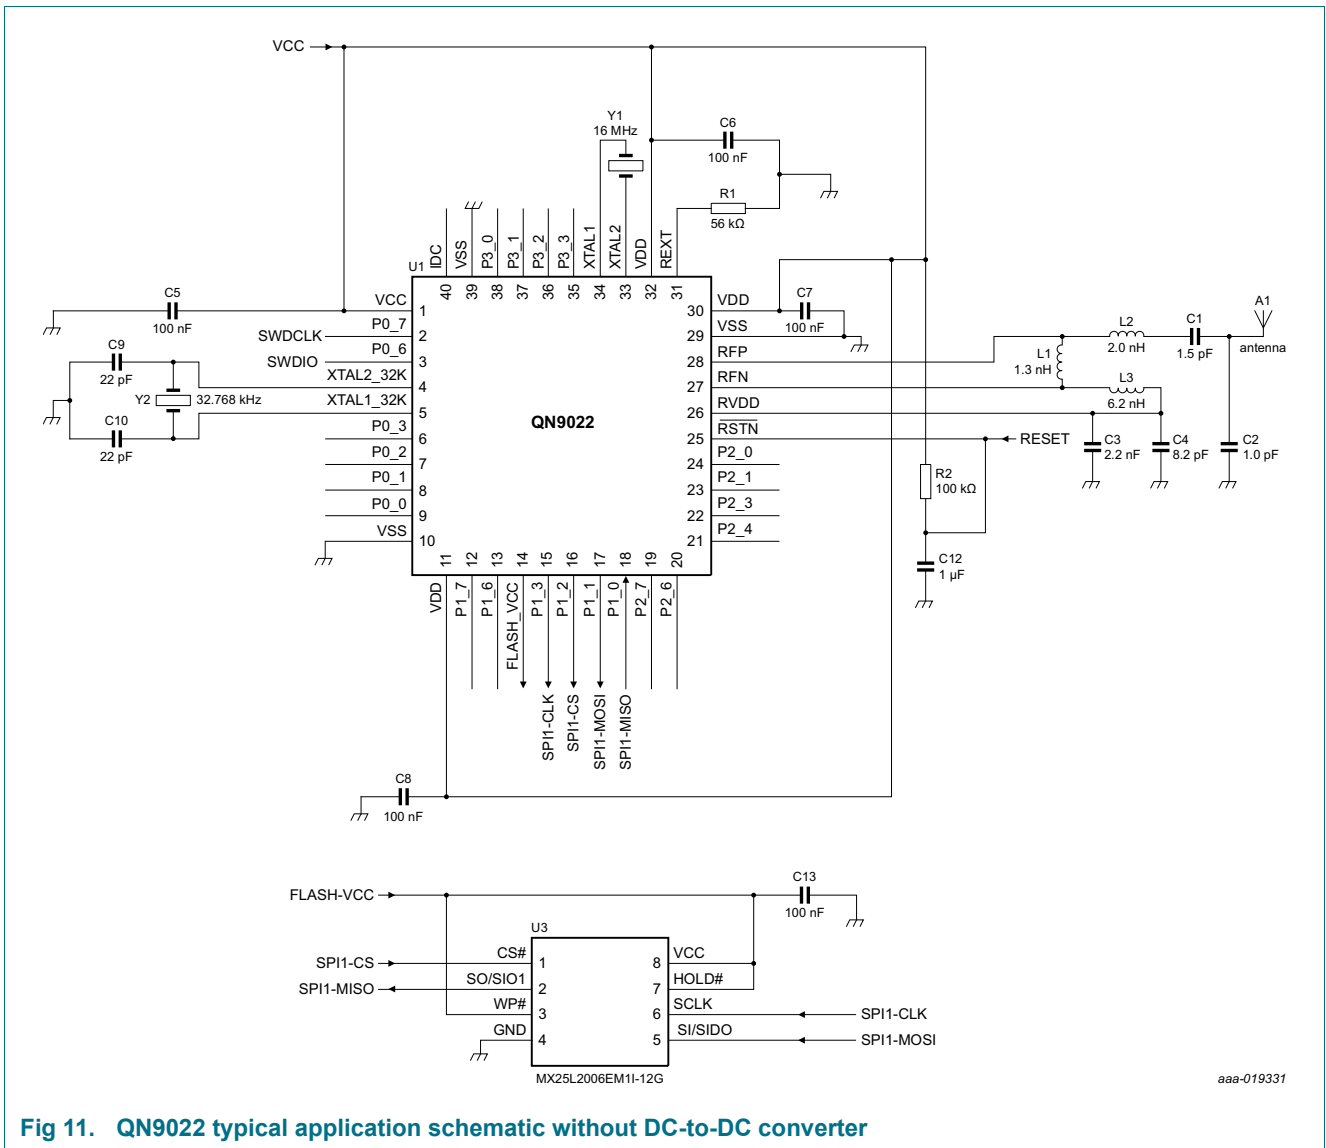 VCC
Y1
16 MHz
C6
100 nF
R1
56 kΩ
IDC
VSS
P3_0
P3_1
P3_2
P3_3
XTAL1
XTAL2
VDD
REXT
U1
40
39
38
37
36
35
34
33
32
31
C5
100 nF
VCC
1
SWDCLK
P0_7
2
SWDIO
P0_6
3
C9
22 pF
XTAL2_32K
4
Y2
32.768 kHz
XTAL1_32K
5
C10
22 pF
P0_3
6
P0_2
7
P0_1
8
P0_0
9
VSS
10
QN9022
30
VDD
C7
100 nF
29
VSS
28
RFP
27
RFN
26
RVDD
25
RSTN
RESET
24
P2_0
23
P2_1
22
P2_3
21
P2_4
L1
1.3 nH
L2
2.0 nH
C1
1.5 pF
A1
antenna
L3
6.2 nH
C3
2.2 nF
C4
8.2 pF
C2
1.0 pF
R2
100 kΩ
C12
1 µF
11
12
13
14
15
16
17
18
19
20
VDD
P1_7
P1_6
FLASH_VCC
P1_3
P1_2
P1_1
P1_0
P2_7
P2_6
SPI1-CLK
SPI1-CS
SPI1-MOSI
SPI1-MISO
C8
100 nF
FLASH-VCC
C13
100 nF
U3
SPI1-CS
CS#
1
8
VCC
SPI1-MISO
SO/SIO1
2
7
HOLD#
WP#
3
6
SCLK
SPI1-CLK
GND
4
5
SI/SIDO
SPI1-MOSI
MX25L2006EM1I-12G
aaa-019331
Fig 11. QN9022 typical application schematic without DC-to-DC converter